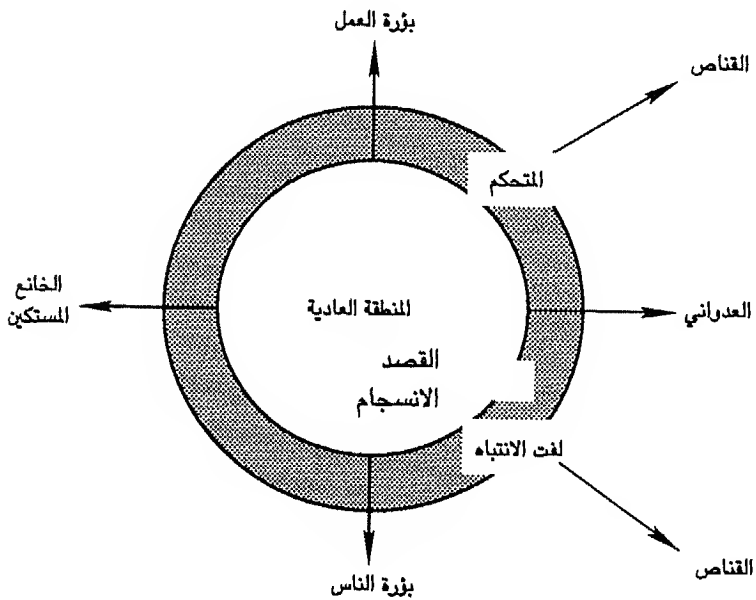 بؤرة العمل
القناص
المتحكم
الخانع
المستكين
المنطقة العادية
العدواني
القصد
الانسجام
لفت الانتباه
القناص
بؤرة الناس